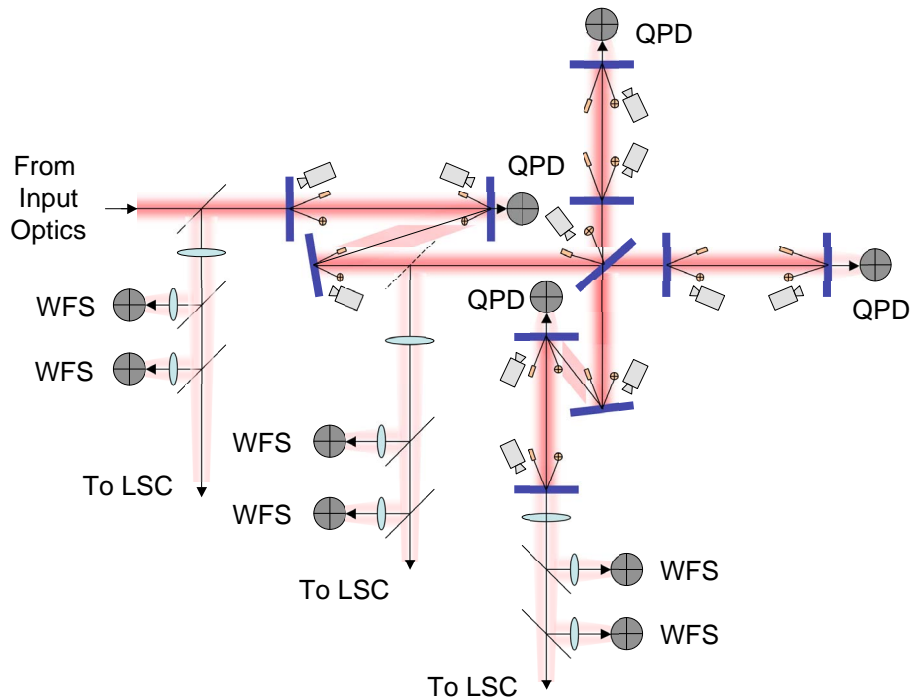 QPD
From
Input
Optics
QPD
QPD
QPD
WFS
WFS
WFS
To LSC
WFS
WFS
To LSC
WFS
To LSC